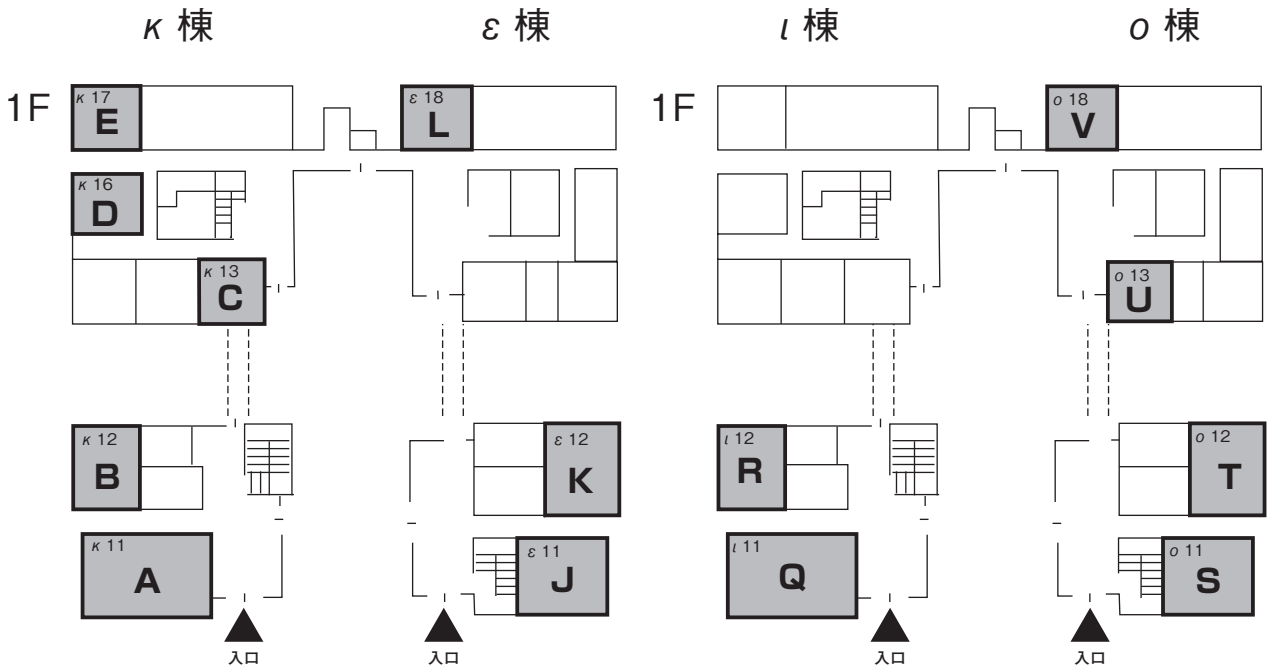 κ 棟
ε 棟
ι 棟
ο 棟
1F
κ 17
E
ε 18
L
1F
ο 18
V
κ 16
D
κ 13
C
ο 13
U
κ 12
B
ε 12
K
ι 12
R
ο 12
T
κ 11
A
ε 11
J
ι 11
Q
ο 11
S
入口
入口
入口
入口